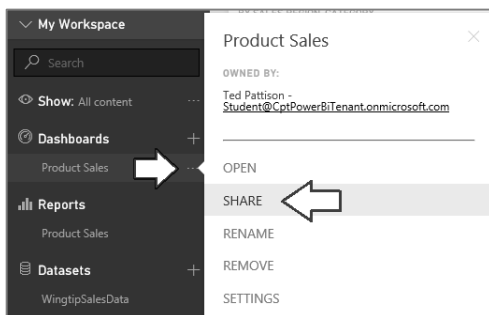 My Workspace
Search
Show: All content ...
Dashboards +
Product Sales ...
Reports
Product Sales
Datasets +
WingtipSalesData
Product Sales
OWNED BY:
Ted Pattison -
Student@CptPowerBiTenant.onmicrosoft.com
OPEN
SHARE
RENAME
REMOVE
SETTINGS